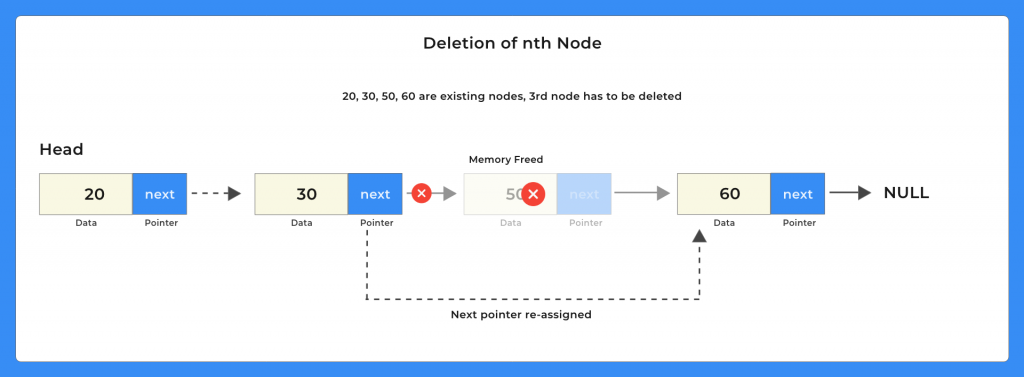 Deletion of nth Node
20, 30, 50, 60 are existing nodes, 3rd node has to be deleted
Head
Memory Freed
20 next 30 next 50 next 60 next NULL
Data Pointer Data Pointer Data Pointer Data Pointer
Next pointer re-assigned